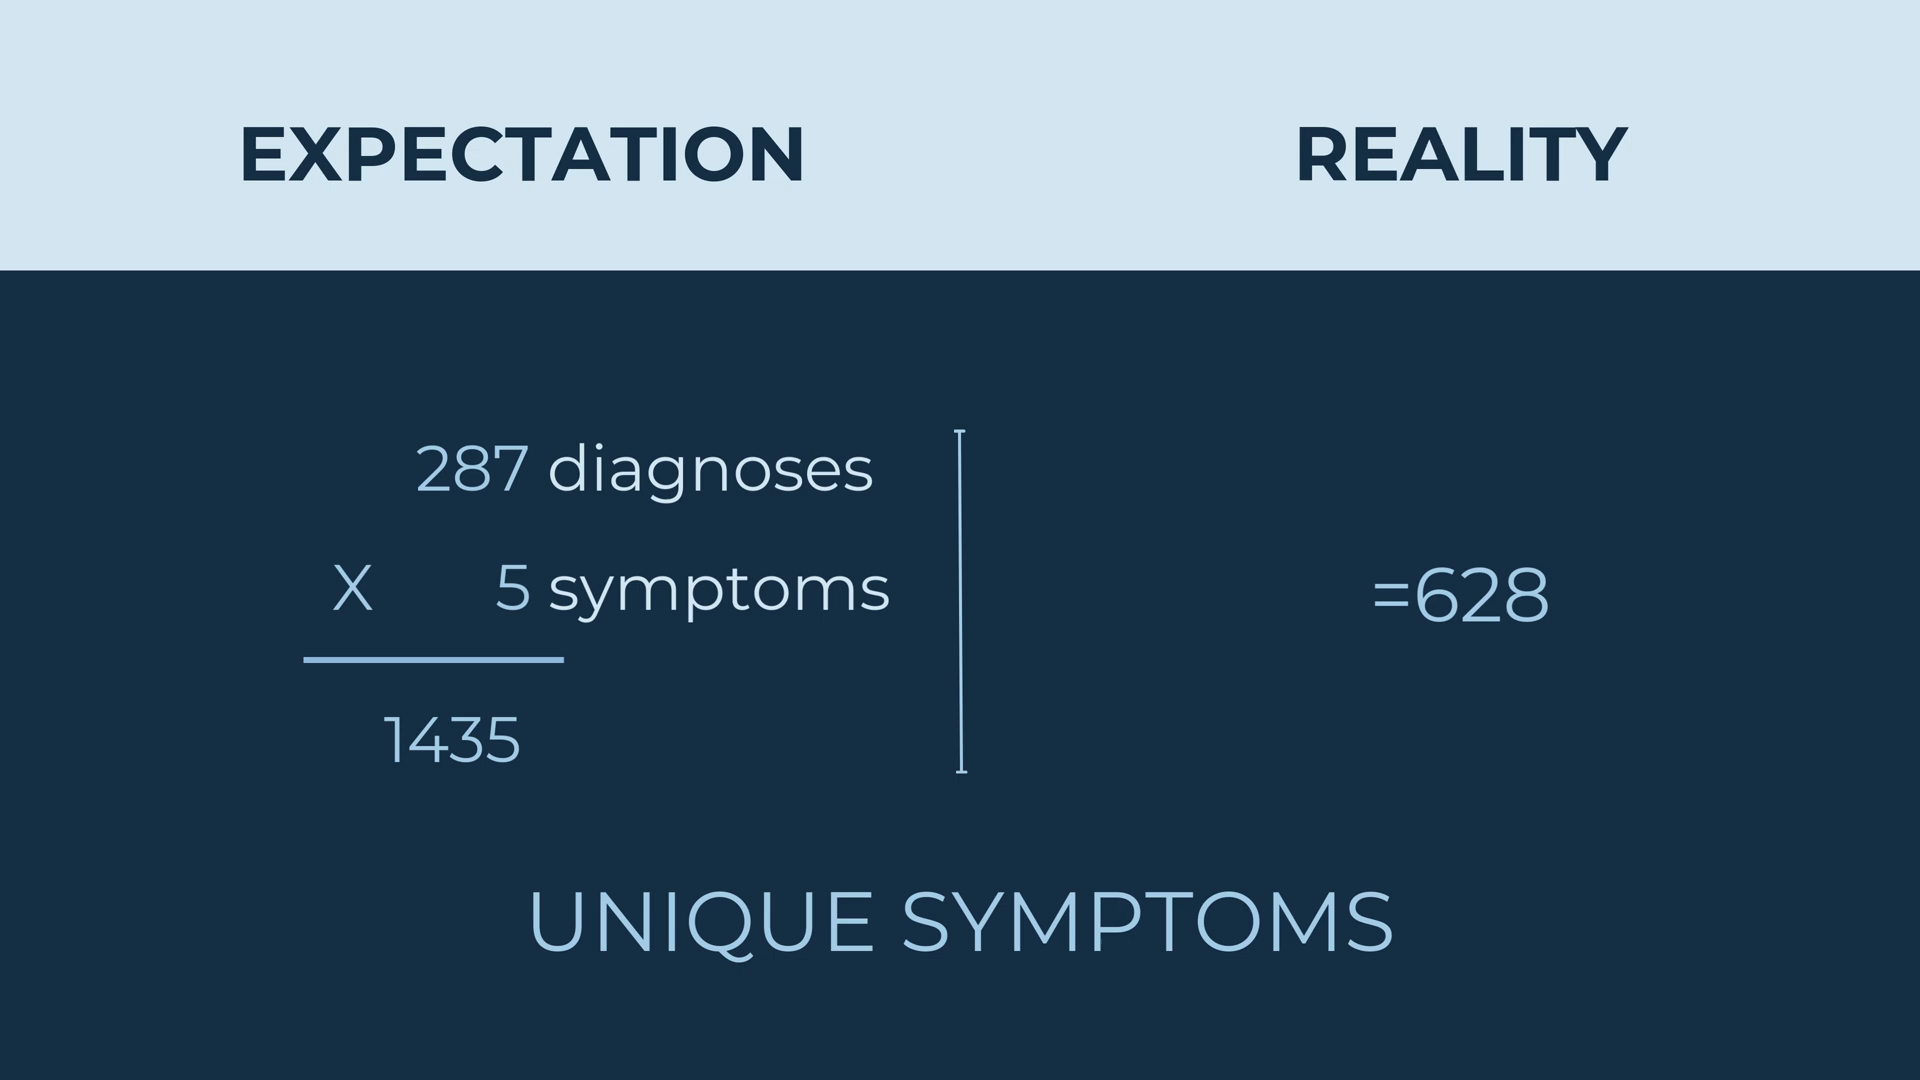 EXPECTATION
REALITY
287 diagnoses
X 5 symptoms
1435
=628
UNIQUE SYMPTOMS